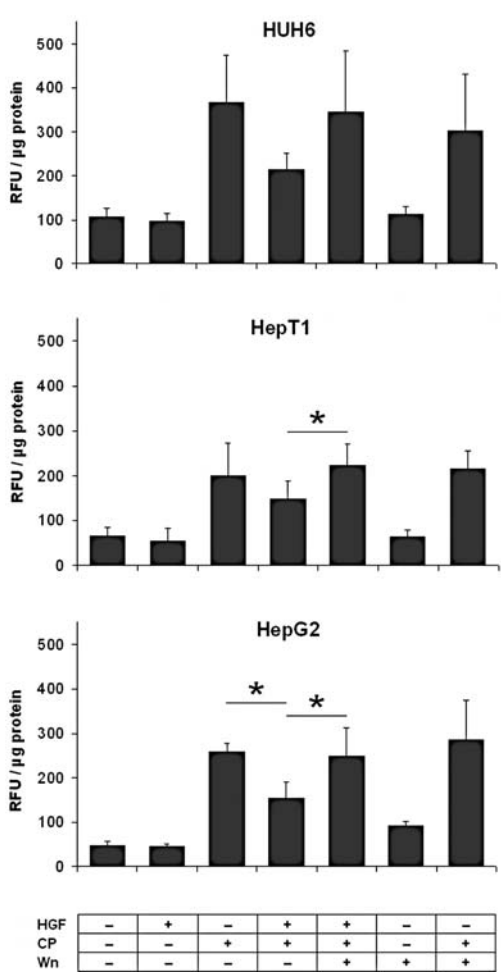 HUH6
500
400
300
200
100
0
RFU / µg protein
HepT1
500
400
300
200
100
0
RFU / µg protein
*
HepG2
500
400
300
200
100
0
RFU / µg protein
* *
HGF – + – + + – –
CP – – + + + – +
Wn – – – – + + +